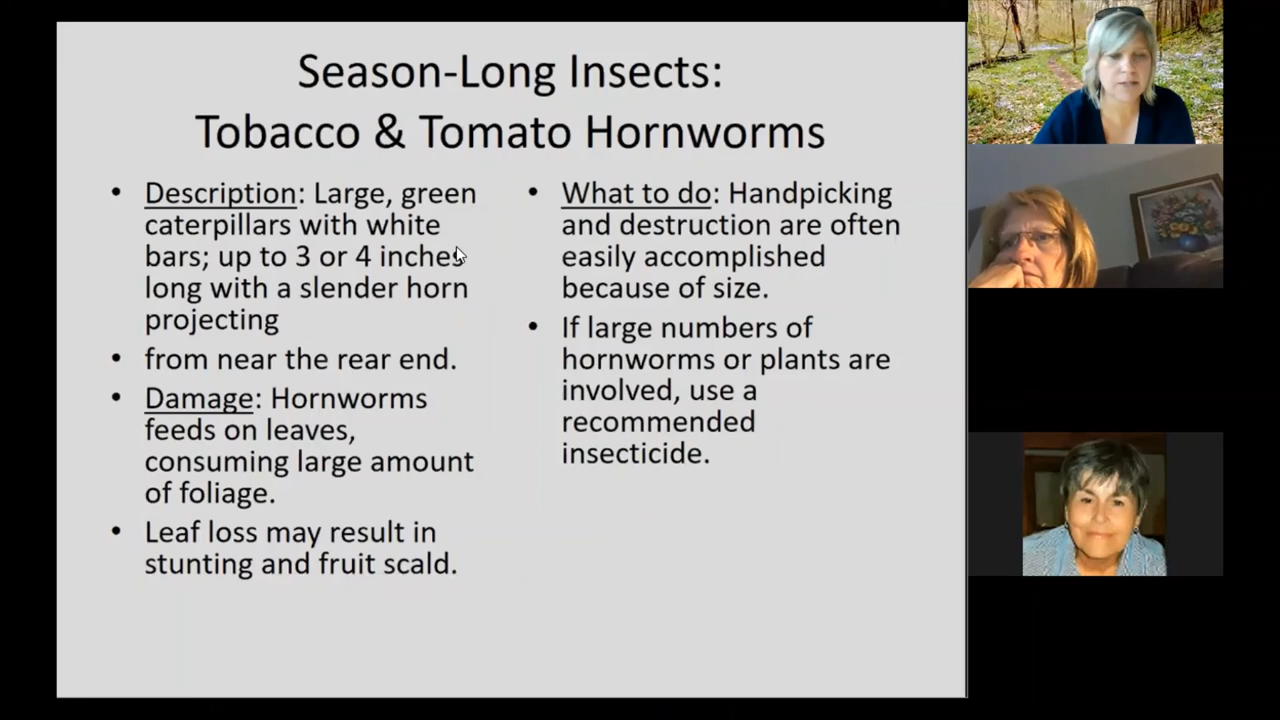 Season-Long Insects:
Tobacco & Tomato Hornworms
• Description: Large, green
caterpillars with white
bars; up to 3 or 4 inches
long with a slender horn
projecting
• from near the rear end.
• Damage: Hornworms
feeds on leaves,
consuming large amount
of foliage.
• Leaf loss may result in
stunting and fruit scald.
• What to do: Handpicking
and destruction are often
easily accomplished
because of size.
• If large numbers of
hornworms or plants are
involved, use a
recommended
insecticide.